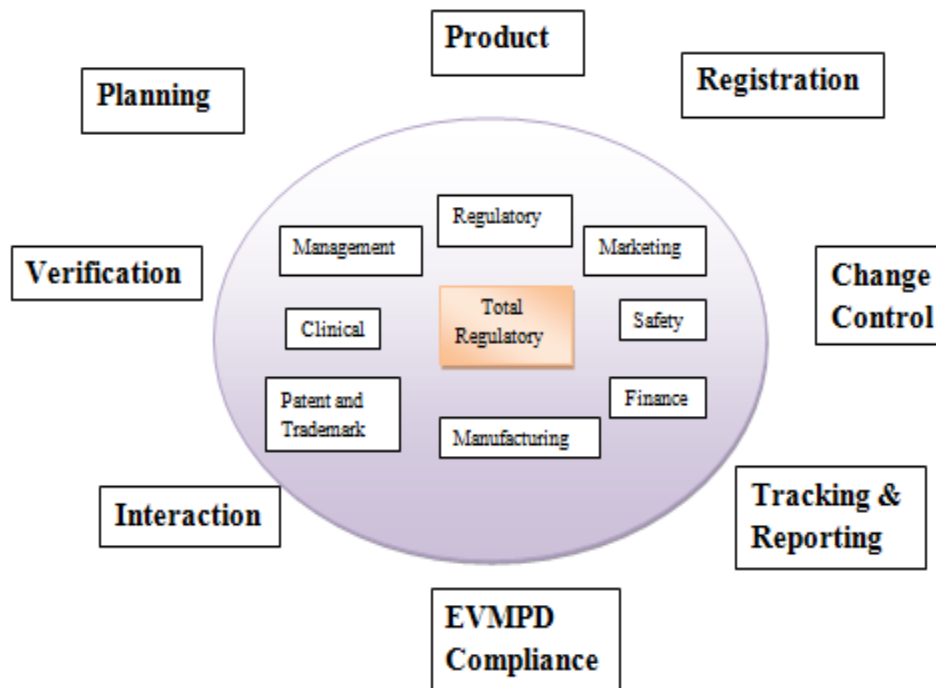 Product
Planning
Registration
Regulatory
Management
Marketing
Verification
Change
Control
Total
Regulatory
Clinical
Safety
Patent and
Trademark
Finance
Manufacturing
Interaction
Tracking &
Reporting
EVMPD
Compliance